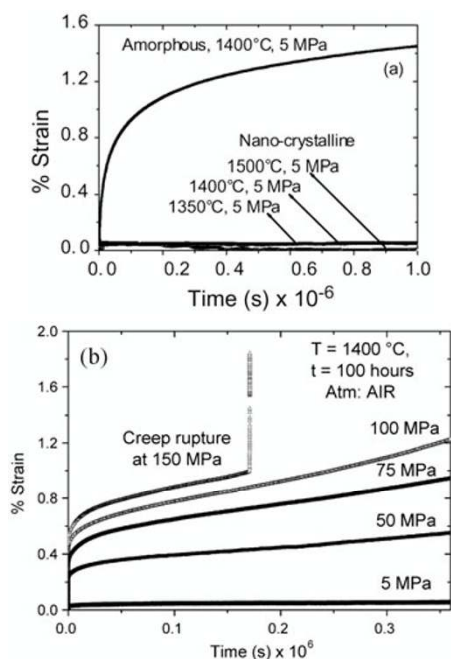 1.6
Amorphous, 1400°C, 5 MPa
(a)
1.2
% Strain
0.8
Nano-crystalline
1500°C, 5 MPa
1400°C, 5 MPa
1350°C, 5 MPa
0.4
0.0
0.0 0.2 0.4 0.6 0.8 1.0
Time (s) x 10-6
2.0
(b)
T = 1400 °C,
t = 100 hours
Atm: AIR
1.6
1.2
% Strain
Creep rupture
at 150 MPa
100 MPa
75 MPa
0.8
50 MPa
0.4
5 MPa
0.0
0.0 0.1 0.2 0.3
Time (s) x 10^6